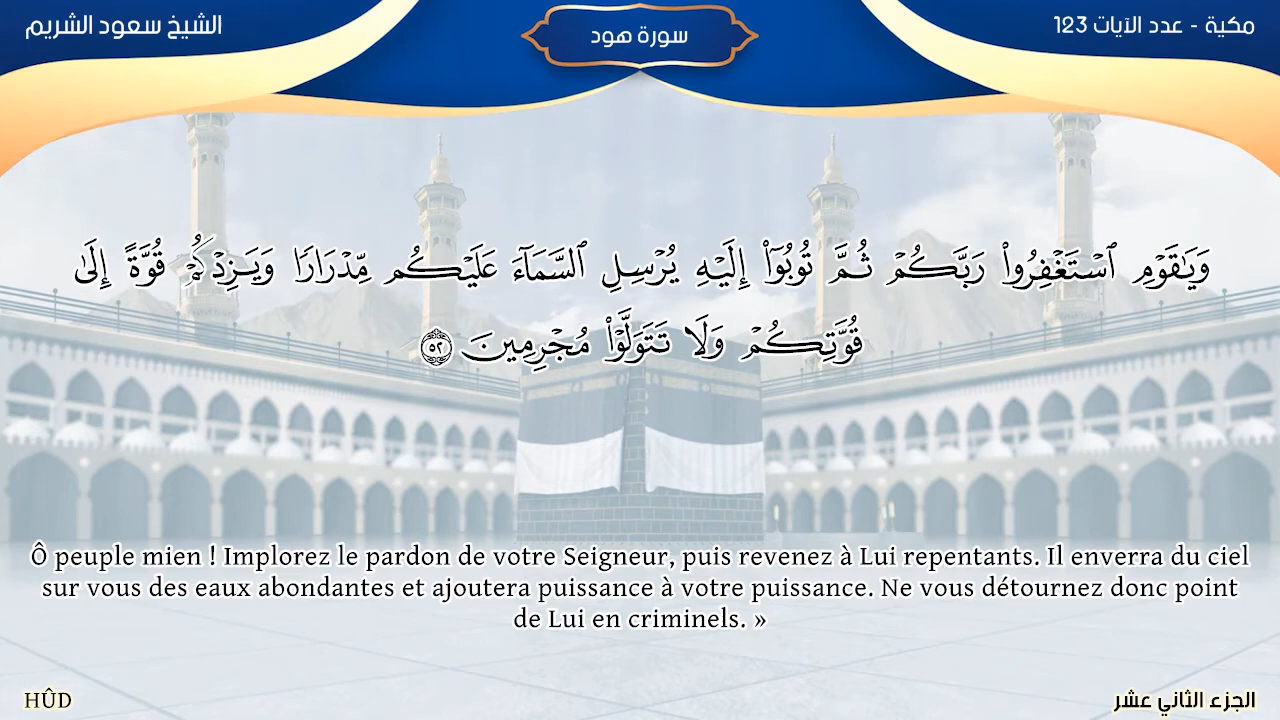 الشيخ سعود الشريم
سورة هود
مكية - عدد الآيات 123
وَيَـٰقَوْمِ ٱسْتَغْفِرُوا۟ رَبَّكُمْ ثُمَّ تُوبُوٓا۟ إِلَيْهِ يُرْسِلِ ٱلسَّمَآءَ عَلَيْكُم مِّدْرَارًا وَيَزِدْكُمْ قُوَّةً إِلَىٰ
قُوَّتِكُمْ وَلَا تَتَوَلَّوْا۟ مُجْرِمِينَ ٥٢
Ô peuple mien ! Implorez le pardon de votre Seigneur, puis revenez à Lui repentants. Il enverra du ciel
sur vous des eaux abondantes et ajoutera puissance à votre puissance. Ne vous détournez donc point
de Lui en criminels. »
HÛD
الجزء الثاني عشر